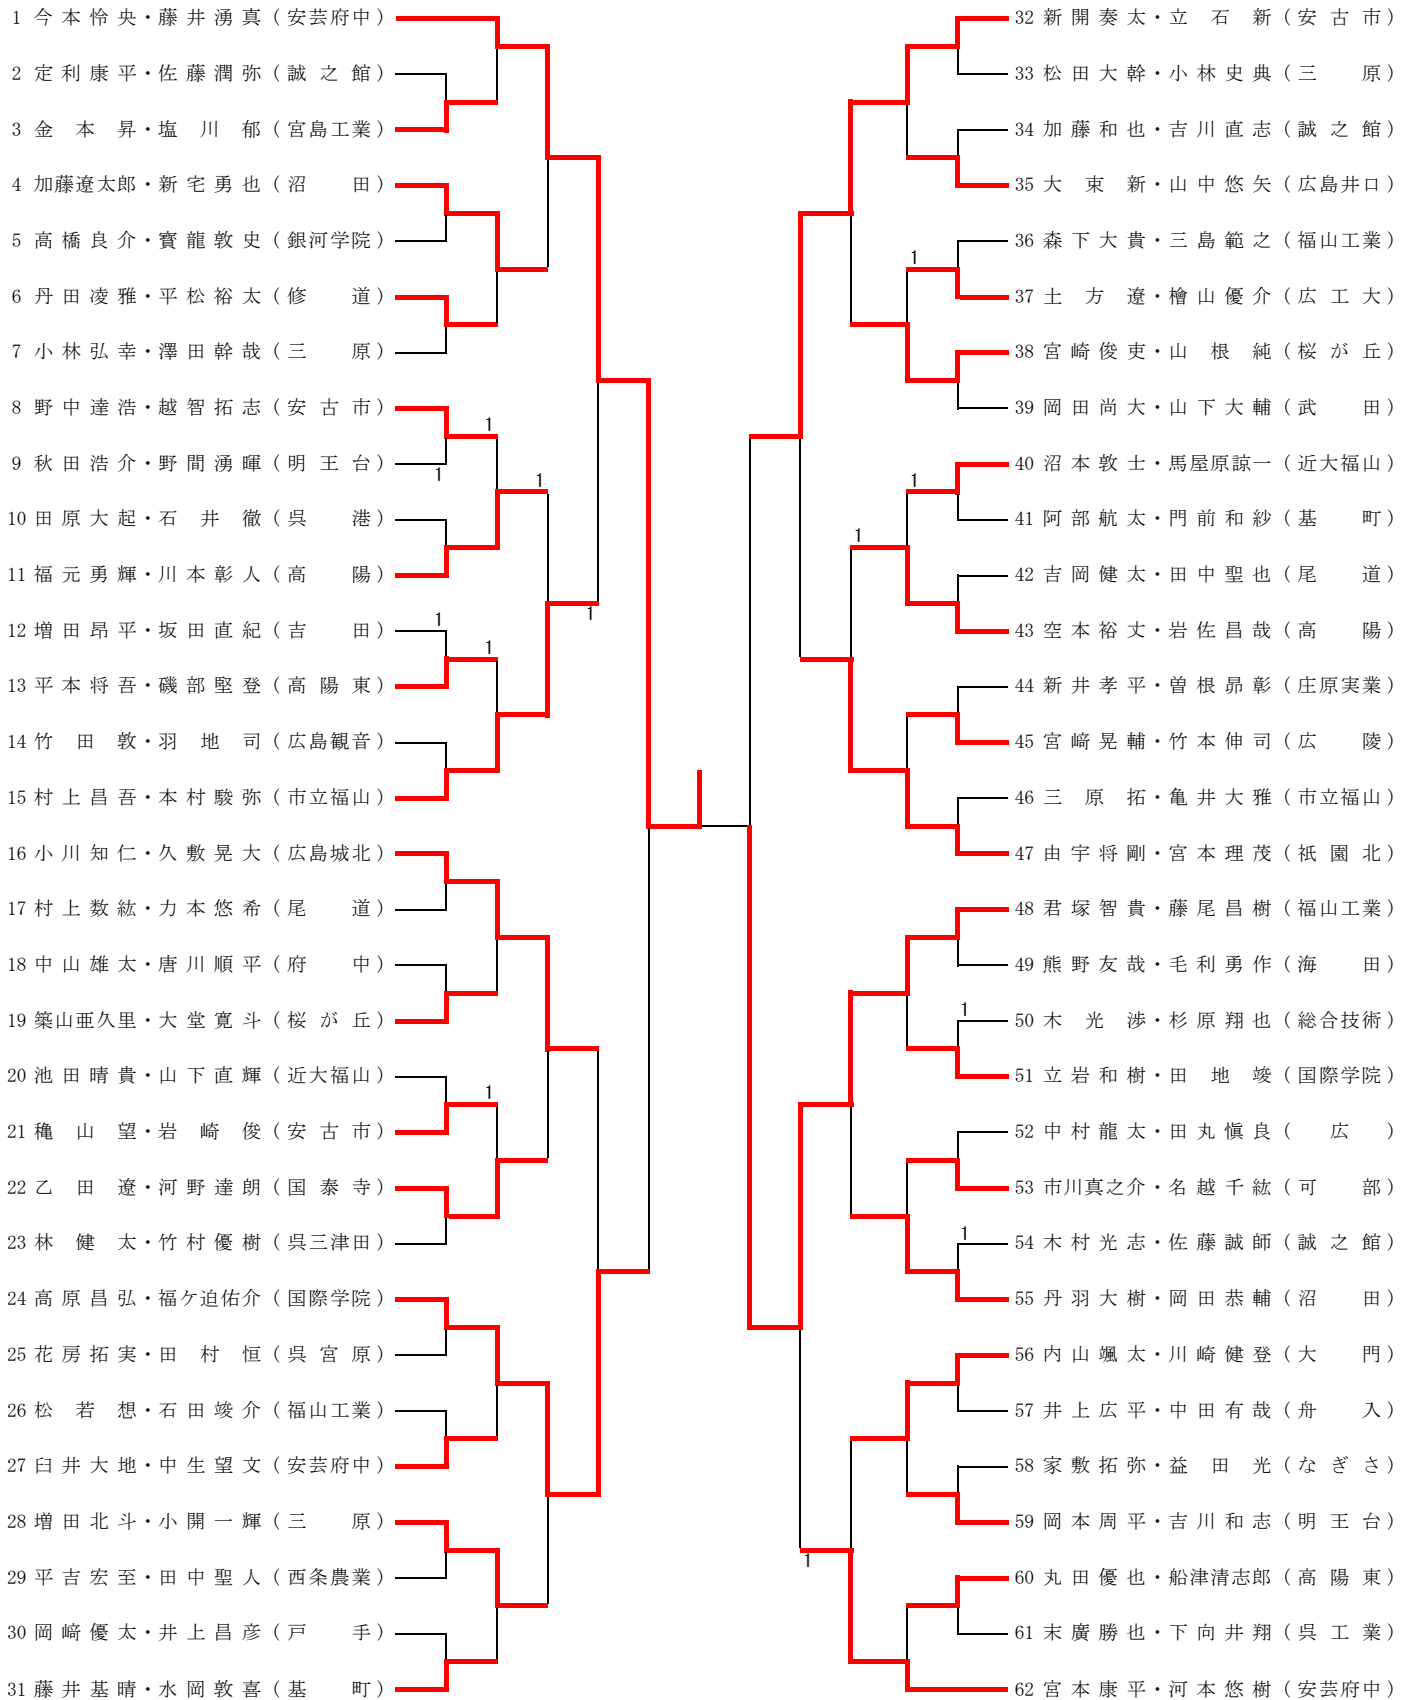 1 今本怜央・藤井湧真（安芸府中）
2 定利康平・佐藤潤弥（誠之館）
3 金本昇・塩川郁（宮島工業）
4 加藤遼太郎・新宅勇也（沼田）
5 高橋良介・寳龍敦史（銀河学院）
6 丹田凌雅・平松裕太（修道）
7 小林弘幸・澤田幹哉（三原）
8 野中達浩・越智拓志（安古市）
1
9 秋田浩介・野間湧暉（明王台）
1
1
10 田原大起・石井徹（呉港）
11 福元勇輝・川本彰人（高陽）
1
12 増田昂平・坂田直紀（吉田）
1
1
13 平本将吾・磯部堅登（高陽東）
14 竹田敦・羽地司（広島観音）
15 村上昌吾・本村駿弥（市立福山）
16 小川知仁・久敷晃大（広島城北）
17 村上数紘・力本悠希（尾道）
18 中山雄太・唐川順平（府中）
19 築山亜久里・大堂寛斗（桜が丘）
20 池田晴貴・山下直輝（近大福山）
1
21 穐山望・岩崎俊（安古市）
22 乙田遼・河野達朗（国泰寺）
23 林健太・竹村優樹（呉三津田）
24 高原昌弘・福ケ迫佑介（国際学院）
25 花房拓実・田村恒（呉宮原）
26 松若想・石田竣介（福山工業）
27 臼井大地・中生望文（安芸府中）
28 増田北斗・小開一輝（三原）
29 平吉宏至・田中聖人（西条農業）
30 岡﨑優太・井上昌彦（戸手）
31 藤井基晴・水岡敦喜（基町）
32 新開奏太・立石新（安古市）
33 松田大幹・小林史典（三原）
34 加藤和也・吉川直志（誠之館）
35 大東新・山中悠矢（広島井口）
36 森下大貴・三島範之（福山工業）
1
37 土方遼・檜山優介（広工大）
38 宮崎俊吏・山根純（桜が丘）
39 岡田尚大・山下大輔（武田）
40 沼本敦士・馬屋原諒一（近大福山）
1
41 阿部航太・門前和紗（基町）
1
42 吉岡健太・田中聖也（尾道）
43 空本裕丈・岩佐昌哉（高陽）
44 新井孝平・曽根昴彰（庄原実業）
45 宮﨑晃輔・竹本伸司（広陵）
46 三原拓・亀井大雅（市立福山）
47 由宇将剛・宮本理茂（祇園北）
48 君塚智貴・藤尾昌樹（福山工業）
49 熊野友哉・毛利勇作（海田）
1
50 木光渉・杉原翔也（総合技術）
51 立岩和樹・田地竣（国際学院）
52 中村龍太・田丸愼良（広）
53 市川真之介・名越千紘（可部）
1
54 木村光志・佐藤誠師（誠之館）
55 丹羽大樹・岡田恭輔（沼田）
56 内山颯太・川崎健登（大門）
57 井上広平・中田有哉（舟入）
58 家敷拓弥・益田光（なぎさ）
59 岡本周平・吉川和志（明王台）
1
60 丸田優也・船津清志郎（高陽東）
61 末廣勝也・下向井翔（呉工業）
62 宮本康平・河本悠樹（安芸府中）